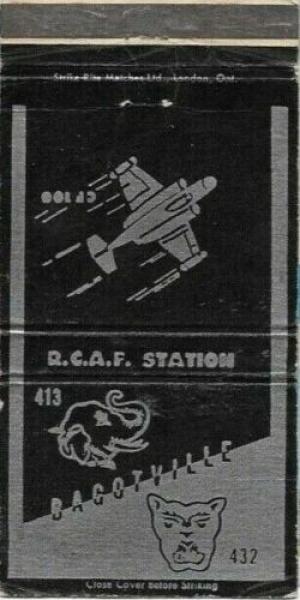 Strike-Rite Matches Ltd., London, Ont.
CF 100
R.C.A.F. STATION
413
BAGOTVILLE
432
Close Cover before Striking